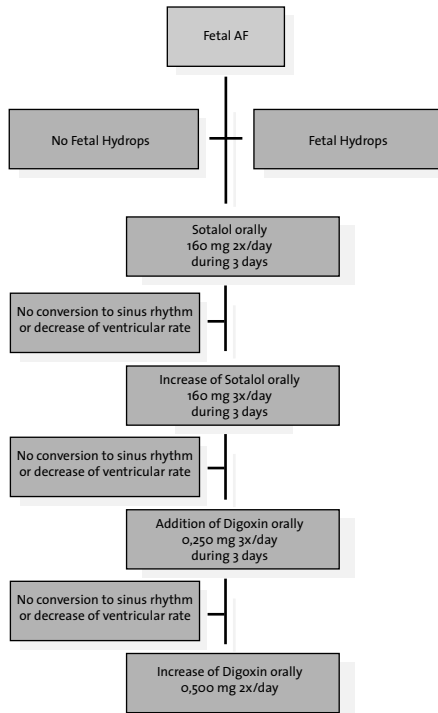 Fetal AF
No Fetal Hydrops
Fetal Hydrops
Sotalol orally
160 mg 2x/day
during 3 days
No conversion to sinus rhythm
or decrease of ventricular rate
Increase of Sotalol orally
160 mg 3x/day
during 3 days
No conversion to sinus rhythm
or decrease of ventricular rate
Addition of Digoxin orally
0,250 mg 3x/day
during 3 days
No conversion to sinus rhythm
or decrease of ventricular rate
Increase of Digoxin orally
0,500 mg 2x/day